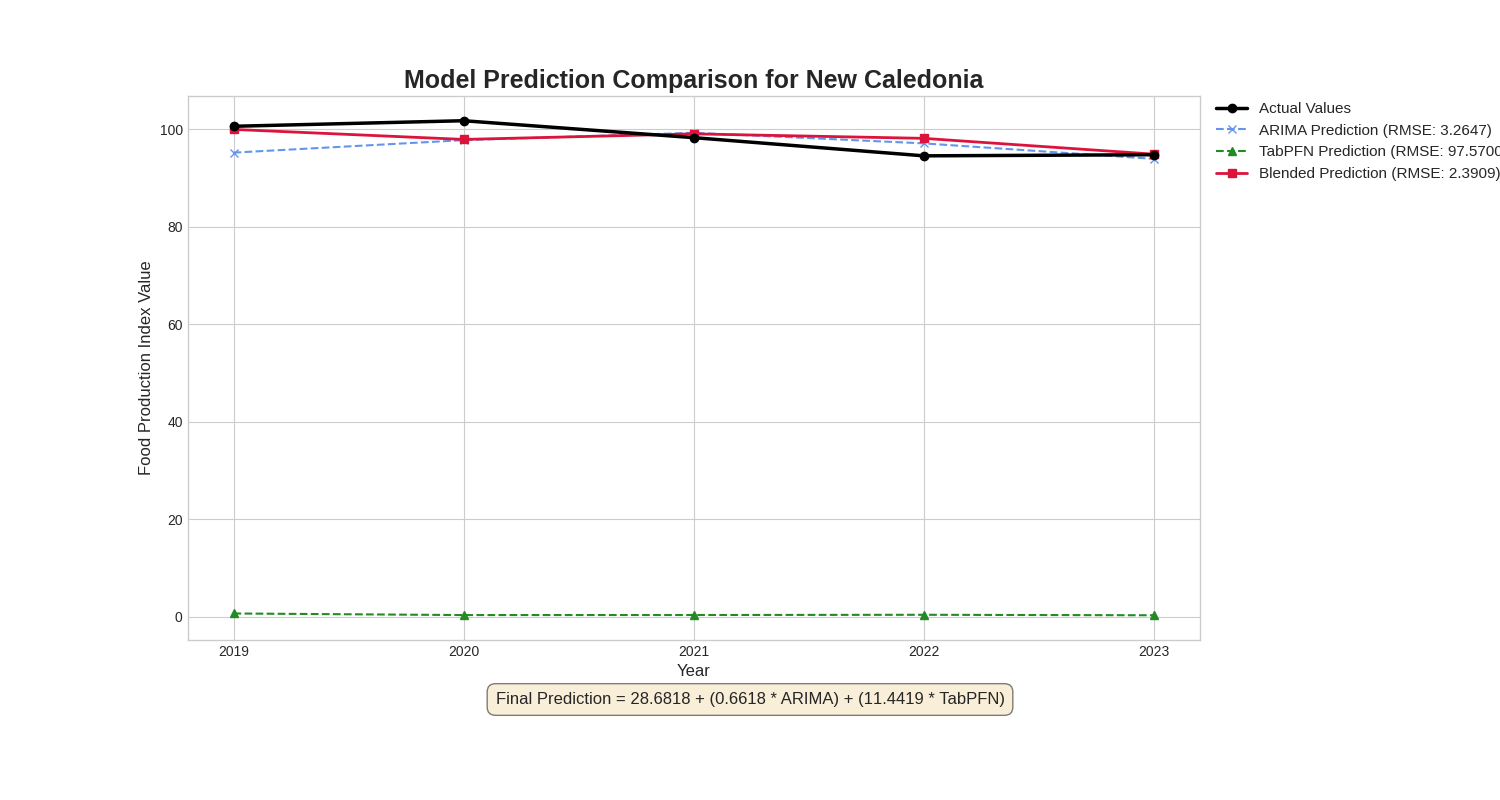 Model Prediction Comparison for New Caledonia
Actual Values
ARIMA Prediction (RMSE: 3.2647)
TabPFN Prediction (RMSE: 97.5700
Blended Prediction (RMSE: 2.3909)
Food Production Index Value
100
80
60
40
20
0
2019
2020
2021
2022
2023
Year
Final Prediction = 28.6818 + (0.6618 * ARIMA) + (11.4419 * TabPFN)